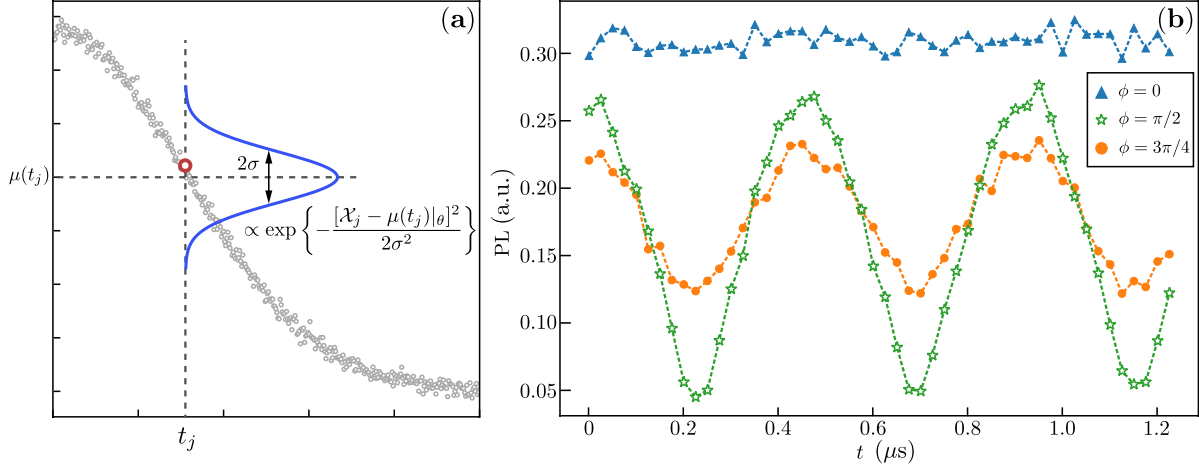 (a)
2σ
μ(t_j)
∝ exp { − [𝒳_j − μ(t_j)|_θ]² / 2σ² }
t_j
(b)
0.30
ϕ = 0
0.25
ϕ = π/2
ϕ = 3π/4
0.20
PL (a.u.)
0.15
0.10
0.05
0 0.2 0.4 0.6 0.8 1.0 1.2
t (μs)